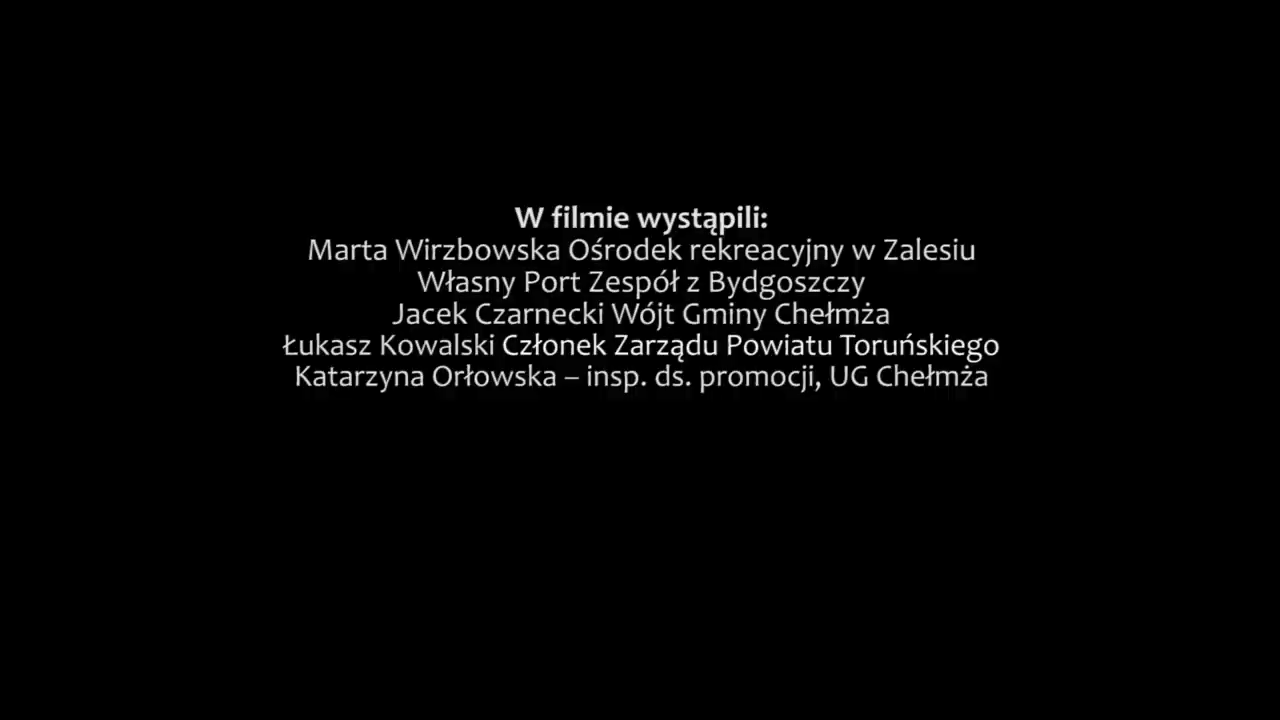 W filmie wystąpili:
Marta Wirzbowska Ośrodek rekreacyjny w Zalesiu
Własny Port Zespół z Bydgoszczy
Jacek Czarnecki Wójt Gminy Chełmża
Łukasz Kowalski Członek Zarządu Powiatu Toruńskiego
Katarzyna Orłowska – insp. ds. promocji, UG Chełmża